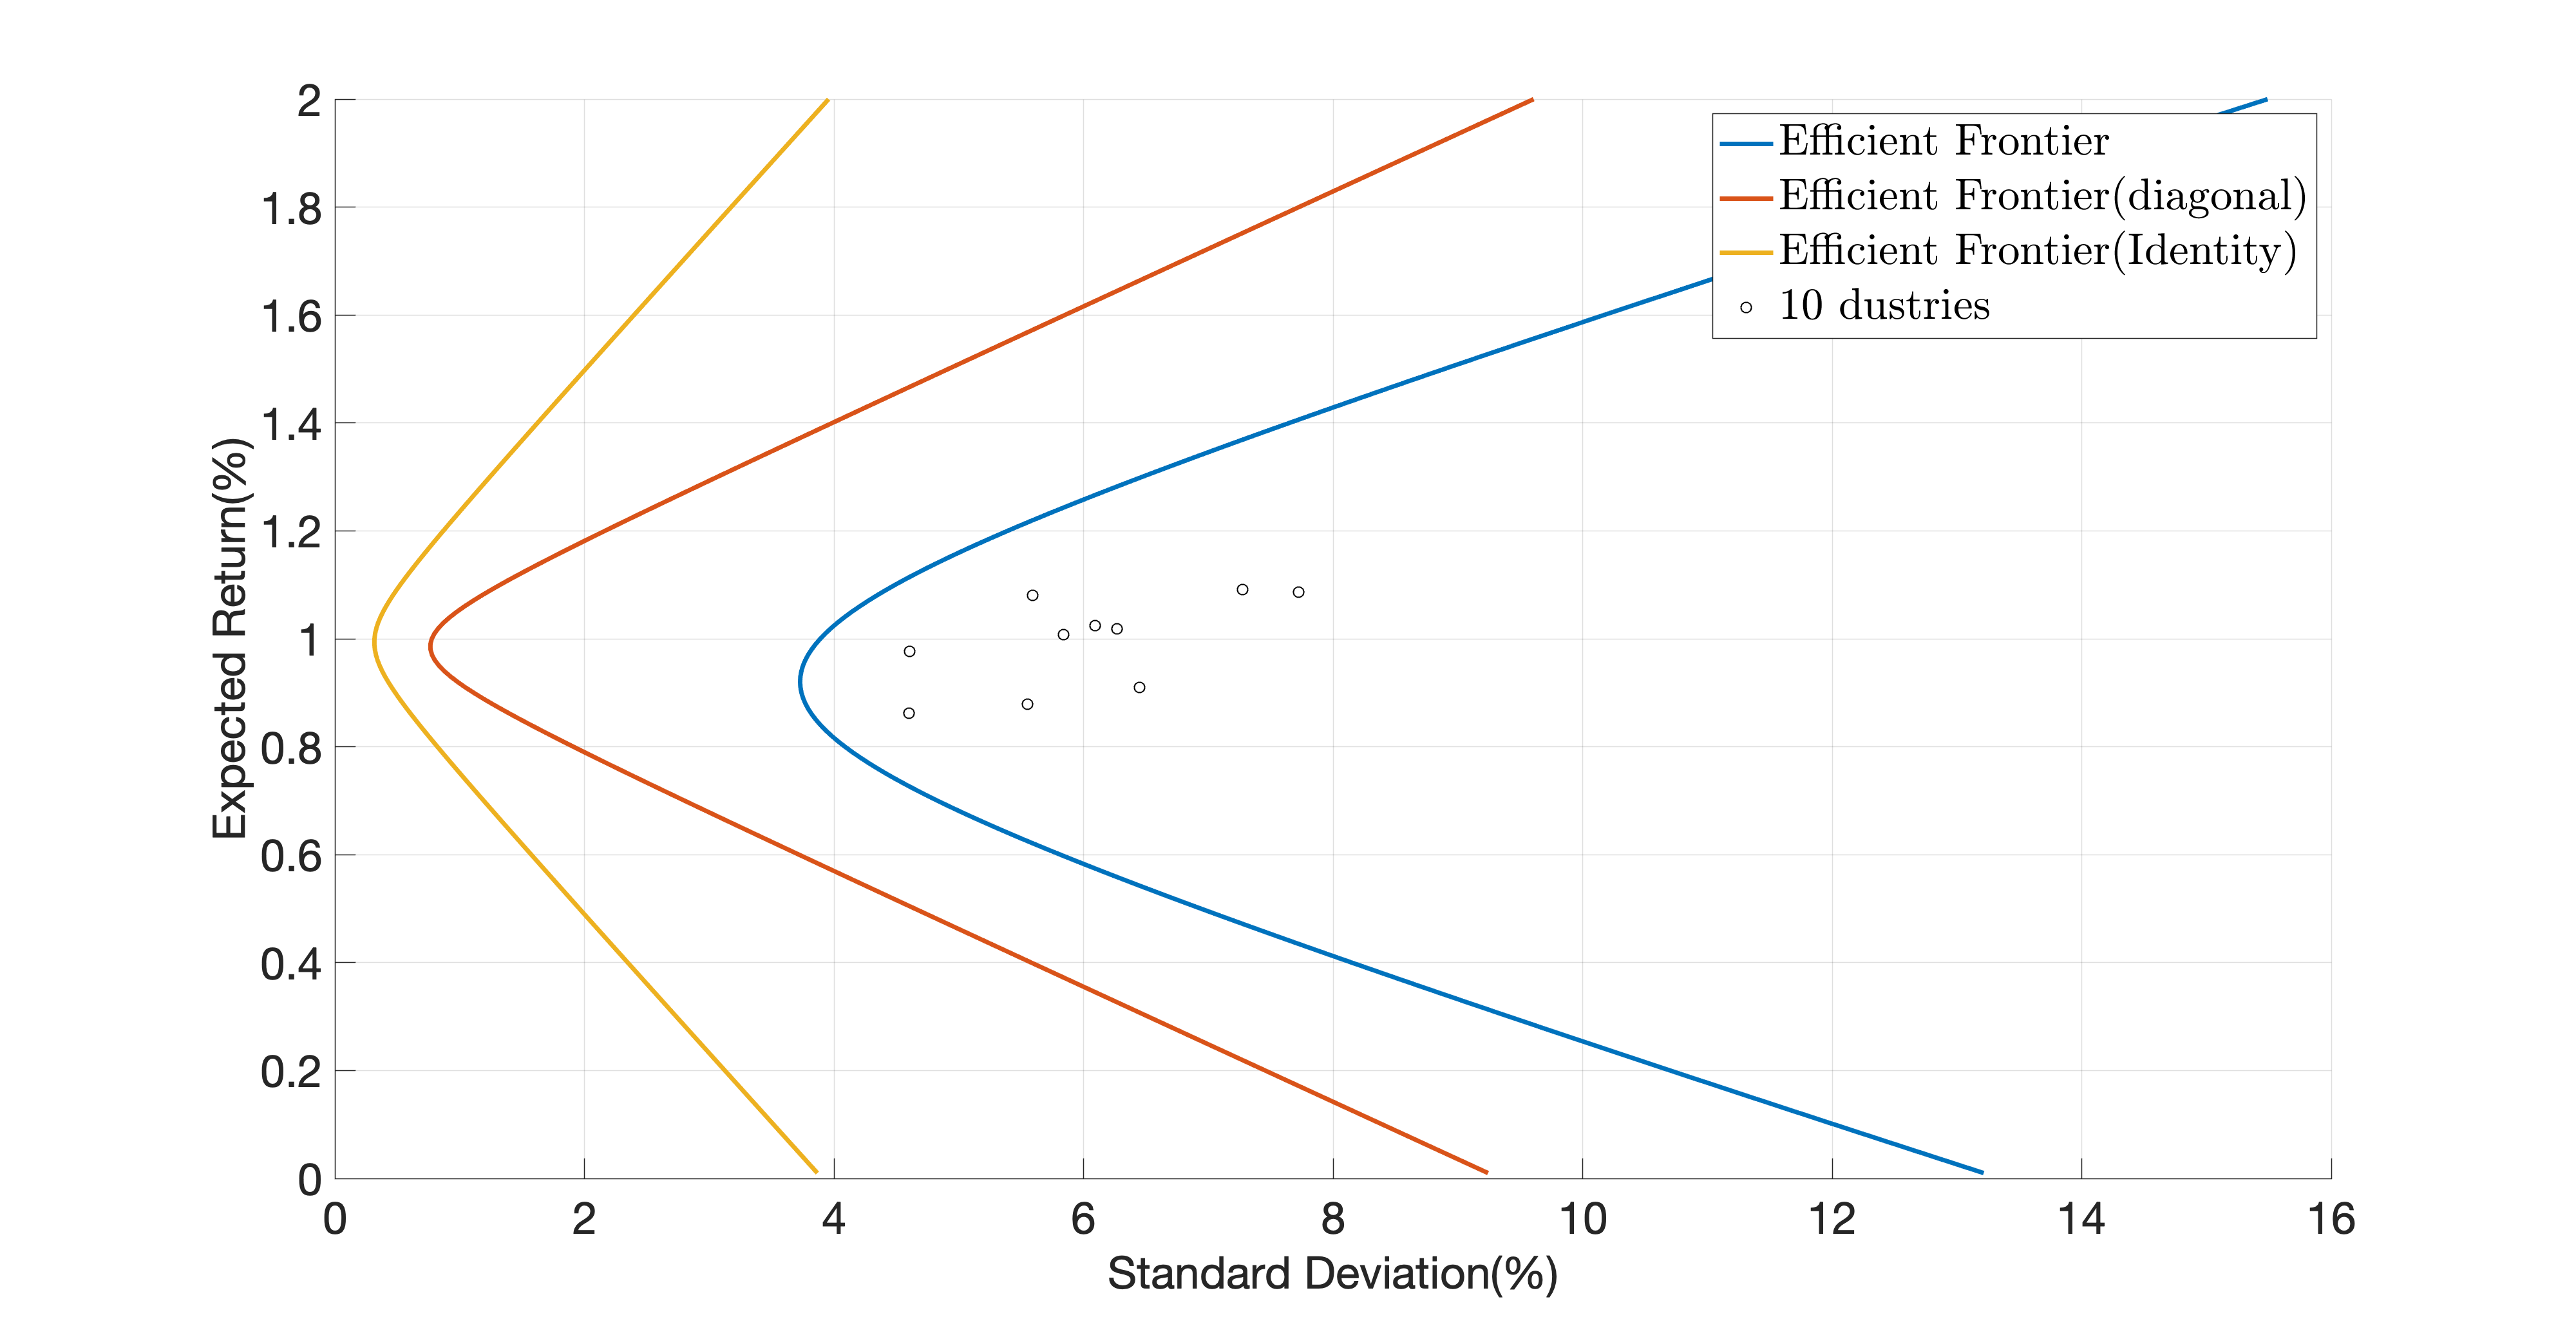 2
1.8
1.6
1.4
1.2
1
0.8
0.6
0.4
0.2
0
Expected Return(%)
0 2 4 6 8 10 12 14 16
Standard Deviation(%)
Efficient Frontier
Efficient Frontier(diagonal)
Efficient Frontier(Identity)
10 dustries